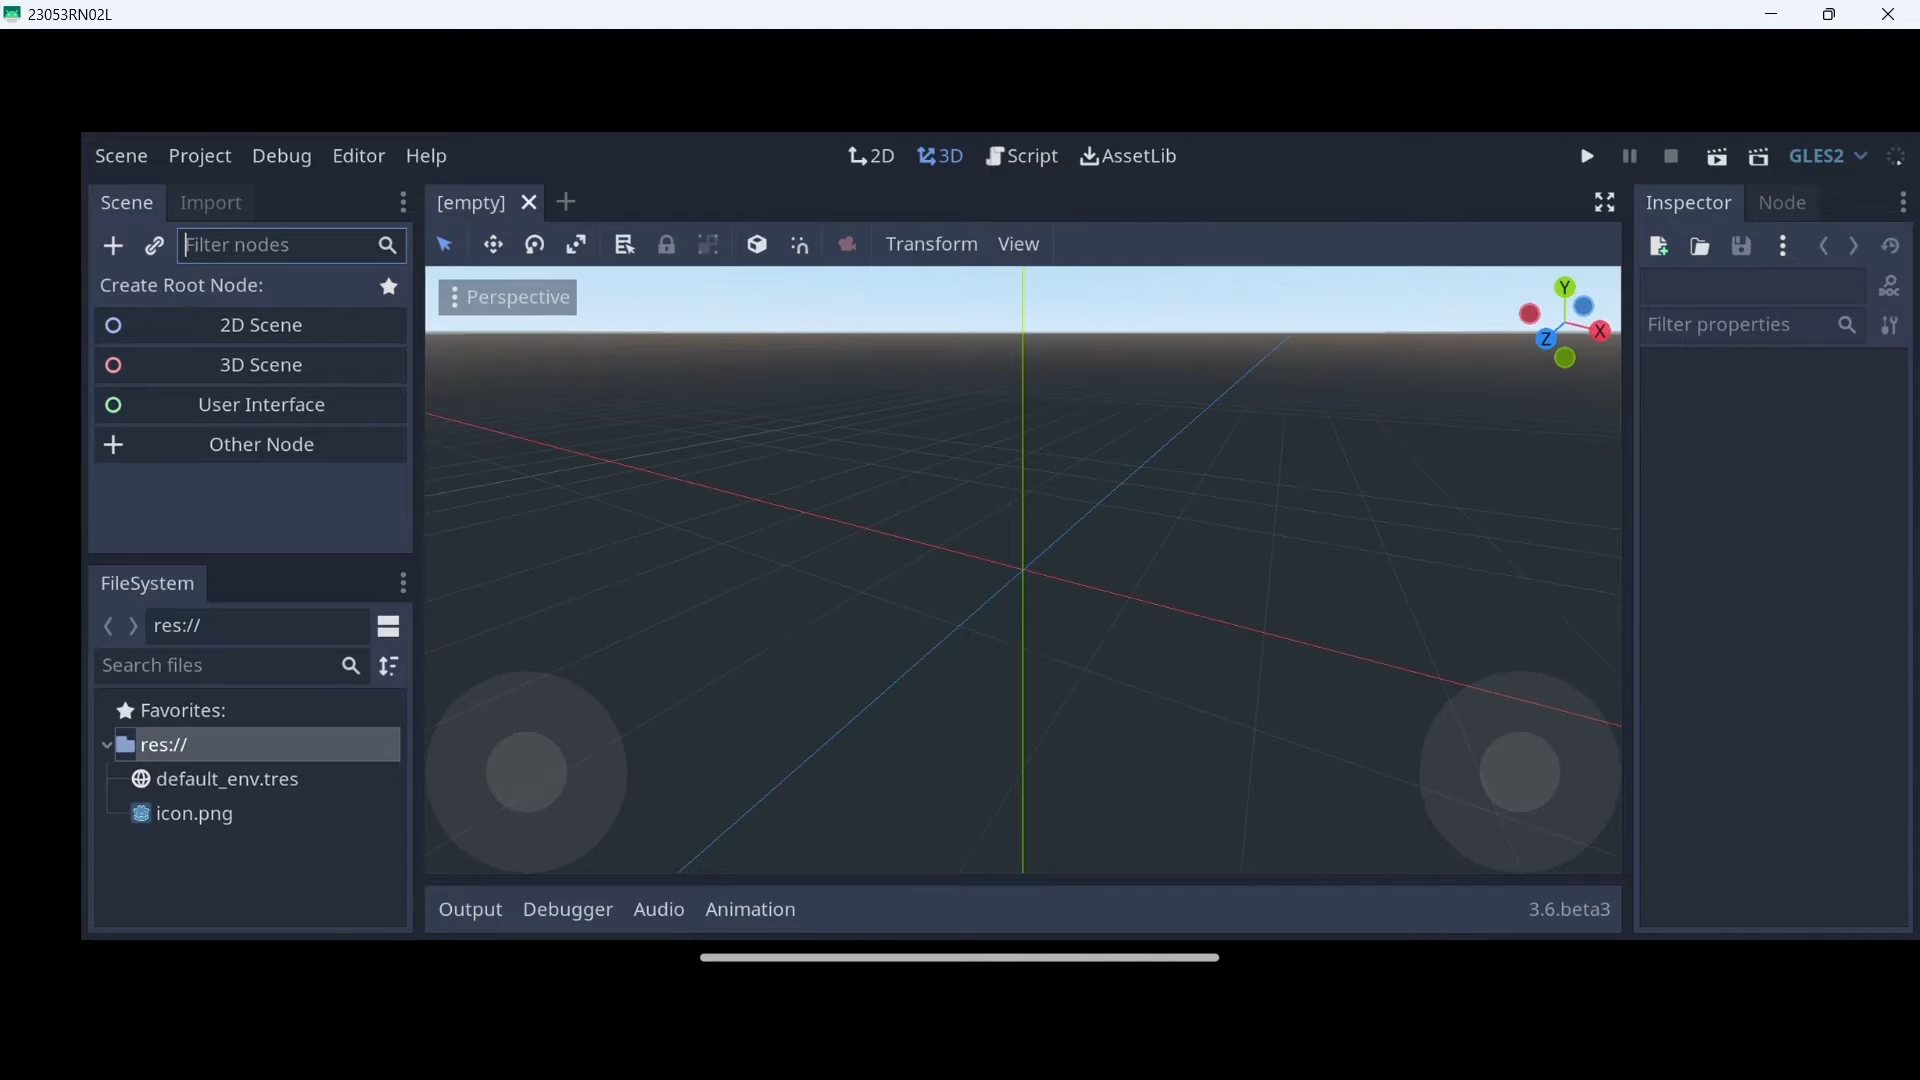 23053RN02L
Scene Project Debug Editor Help
2D 3D Script AssetLib
GLES2
Scene Import
[empty]
Inspector Node
Filter nodes
Transform View
Create Root Node:
Perspective
Y
X
Z
DOC
Filter properties
2D Scene
3D Scene
User Interface
Other Node
FileSystem
res://
Search files
Favorites:
res://
default_env.tres
icon.png
Output Debugger Audio Animation
3.6.beta3